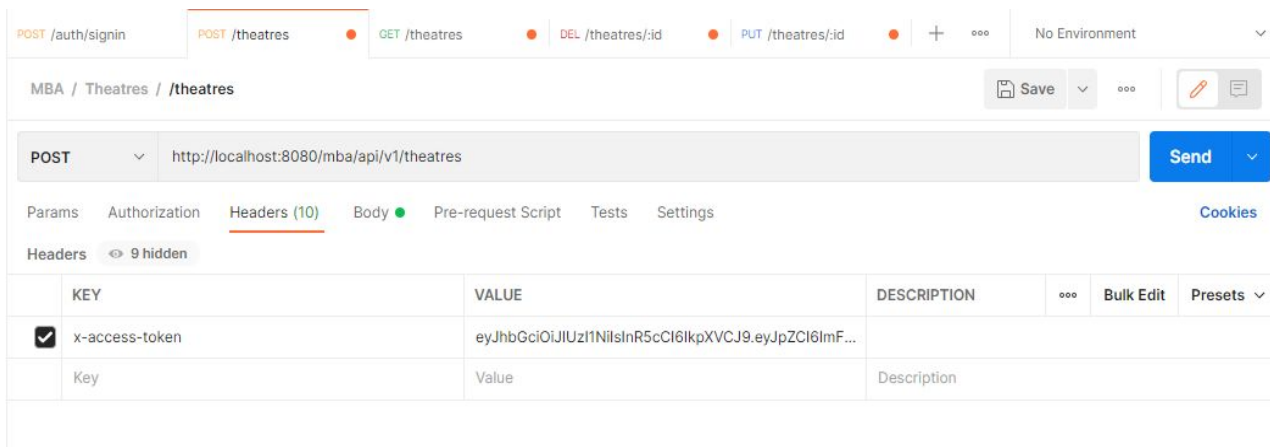 POST /auth/signin POST /theatres GET /theatres DEL /theatres/:id PUT /theatres/:id No Environment
MBA / Theatres / /theatres Save
POST http://localhost:8080/mba/api/v1/theatres Send
Params Authorization Headers (10) Body Pre-request Script Tests Settings Cookies
Headers 9 hidden
KEY VALUE DESCRIPTION Bulk Edit Presets
x-access-token eyJhbGciOiJIUzI1NiIsInR5cCI6IkpXVCJ9.eyJpZCI6ImF...
Key Value Description